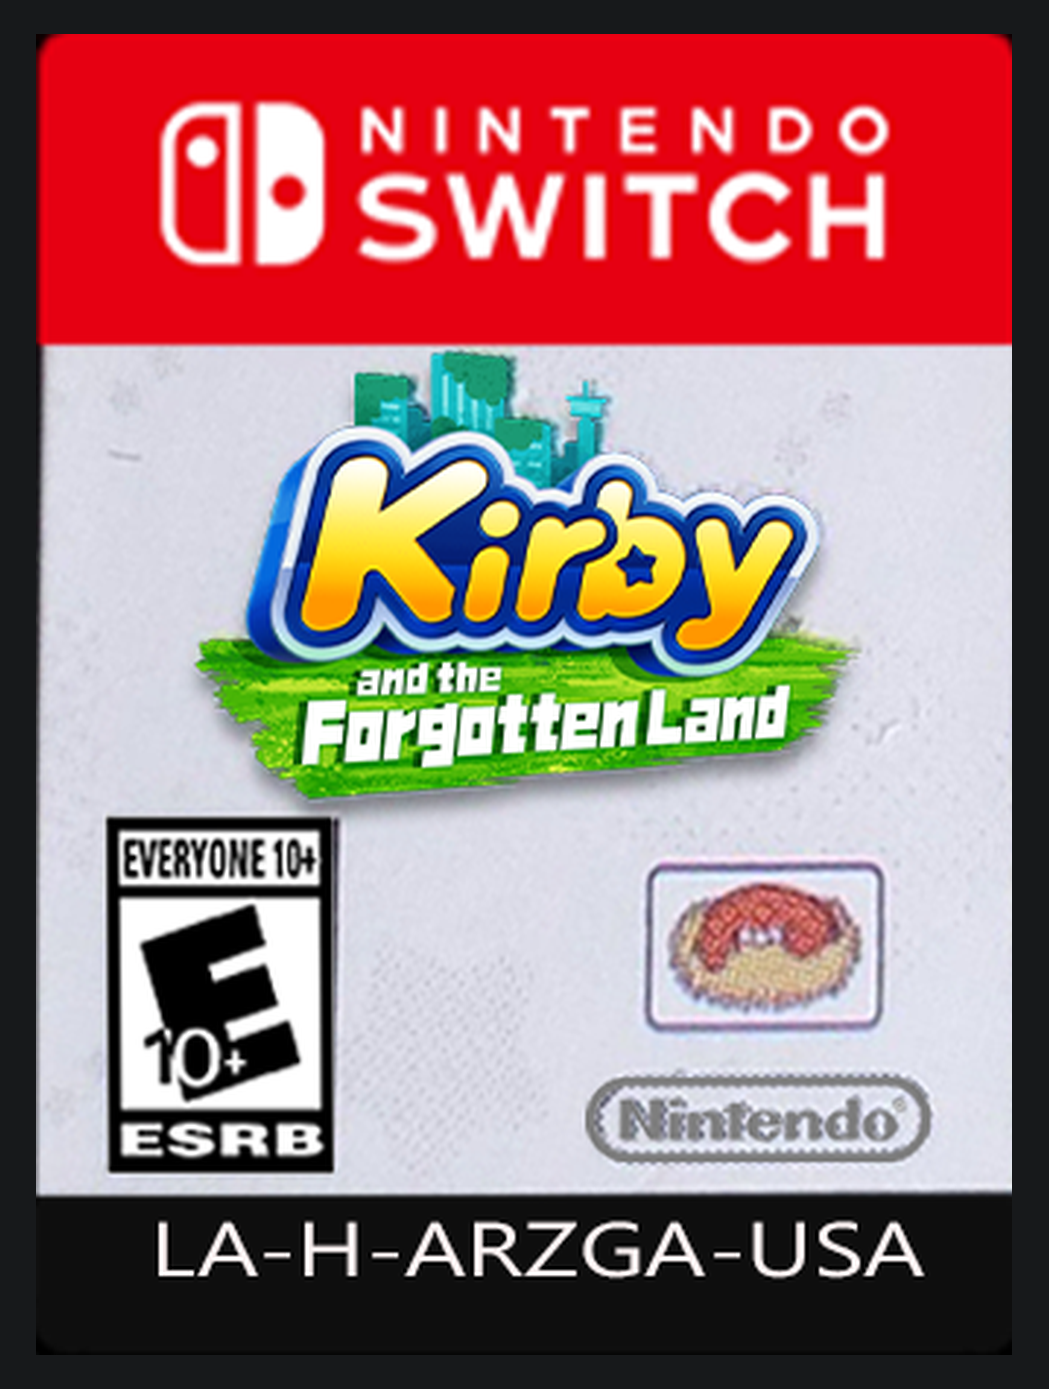 NINTENDO
SWITCH
Kirby
and the
Forgotten Land
EVERYONE 10+
E
10+
ESRB
Nintendo®
LA-H-ARZGA-USA